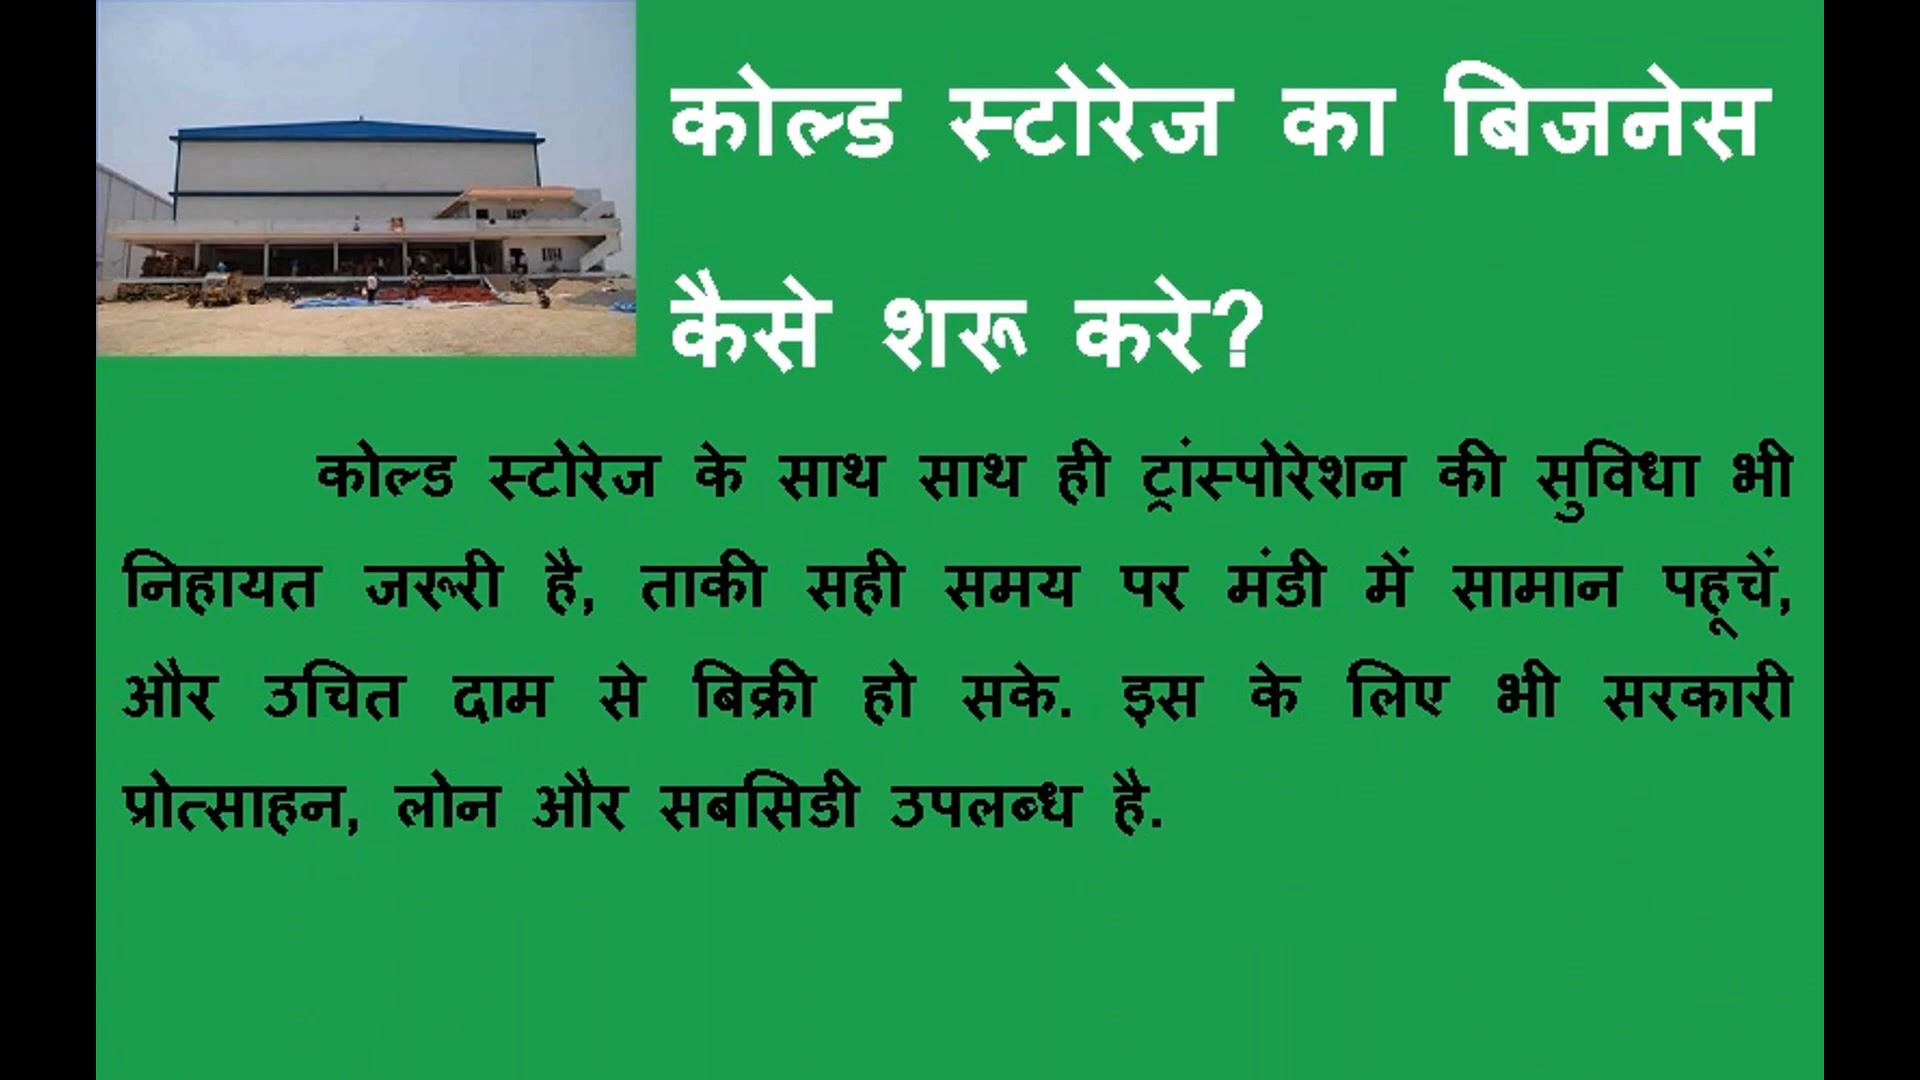 कोल्ड स्टोरेज का बिजनेस
कैसे शरू करे?
कोल्ड स्टोरेज के साथ साथ ही ट्रांस्पोरेशन की सुविधा भी
निहायत जरूरी है, ताकी सही समय पर मंडी में सामान पहूचें,
और उचित दाम से बिक्री हो सके. इस के लिए भी सरकारी
प्रोत्साहन, लोन और सबसिडी उपलब्ध है.